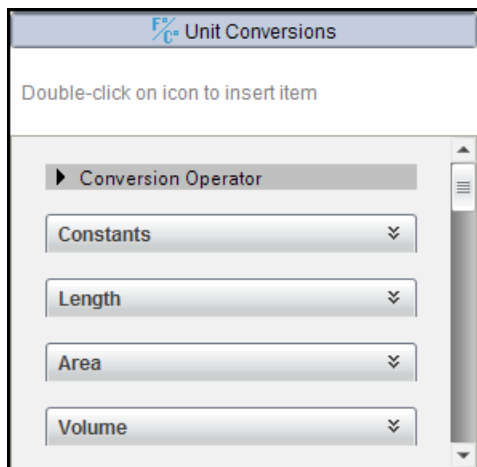 F°/C° Unit Conversions
Double-click on icon to insert item
Conversion Operator
Constants
Length
Area
Volume